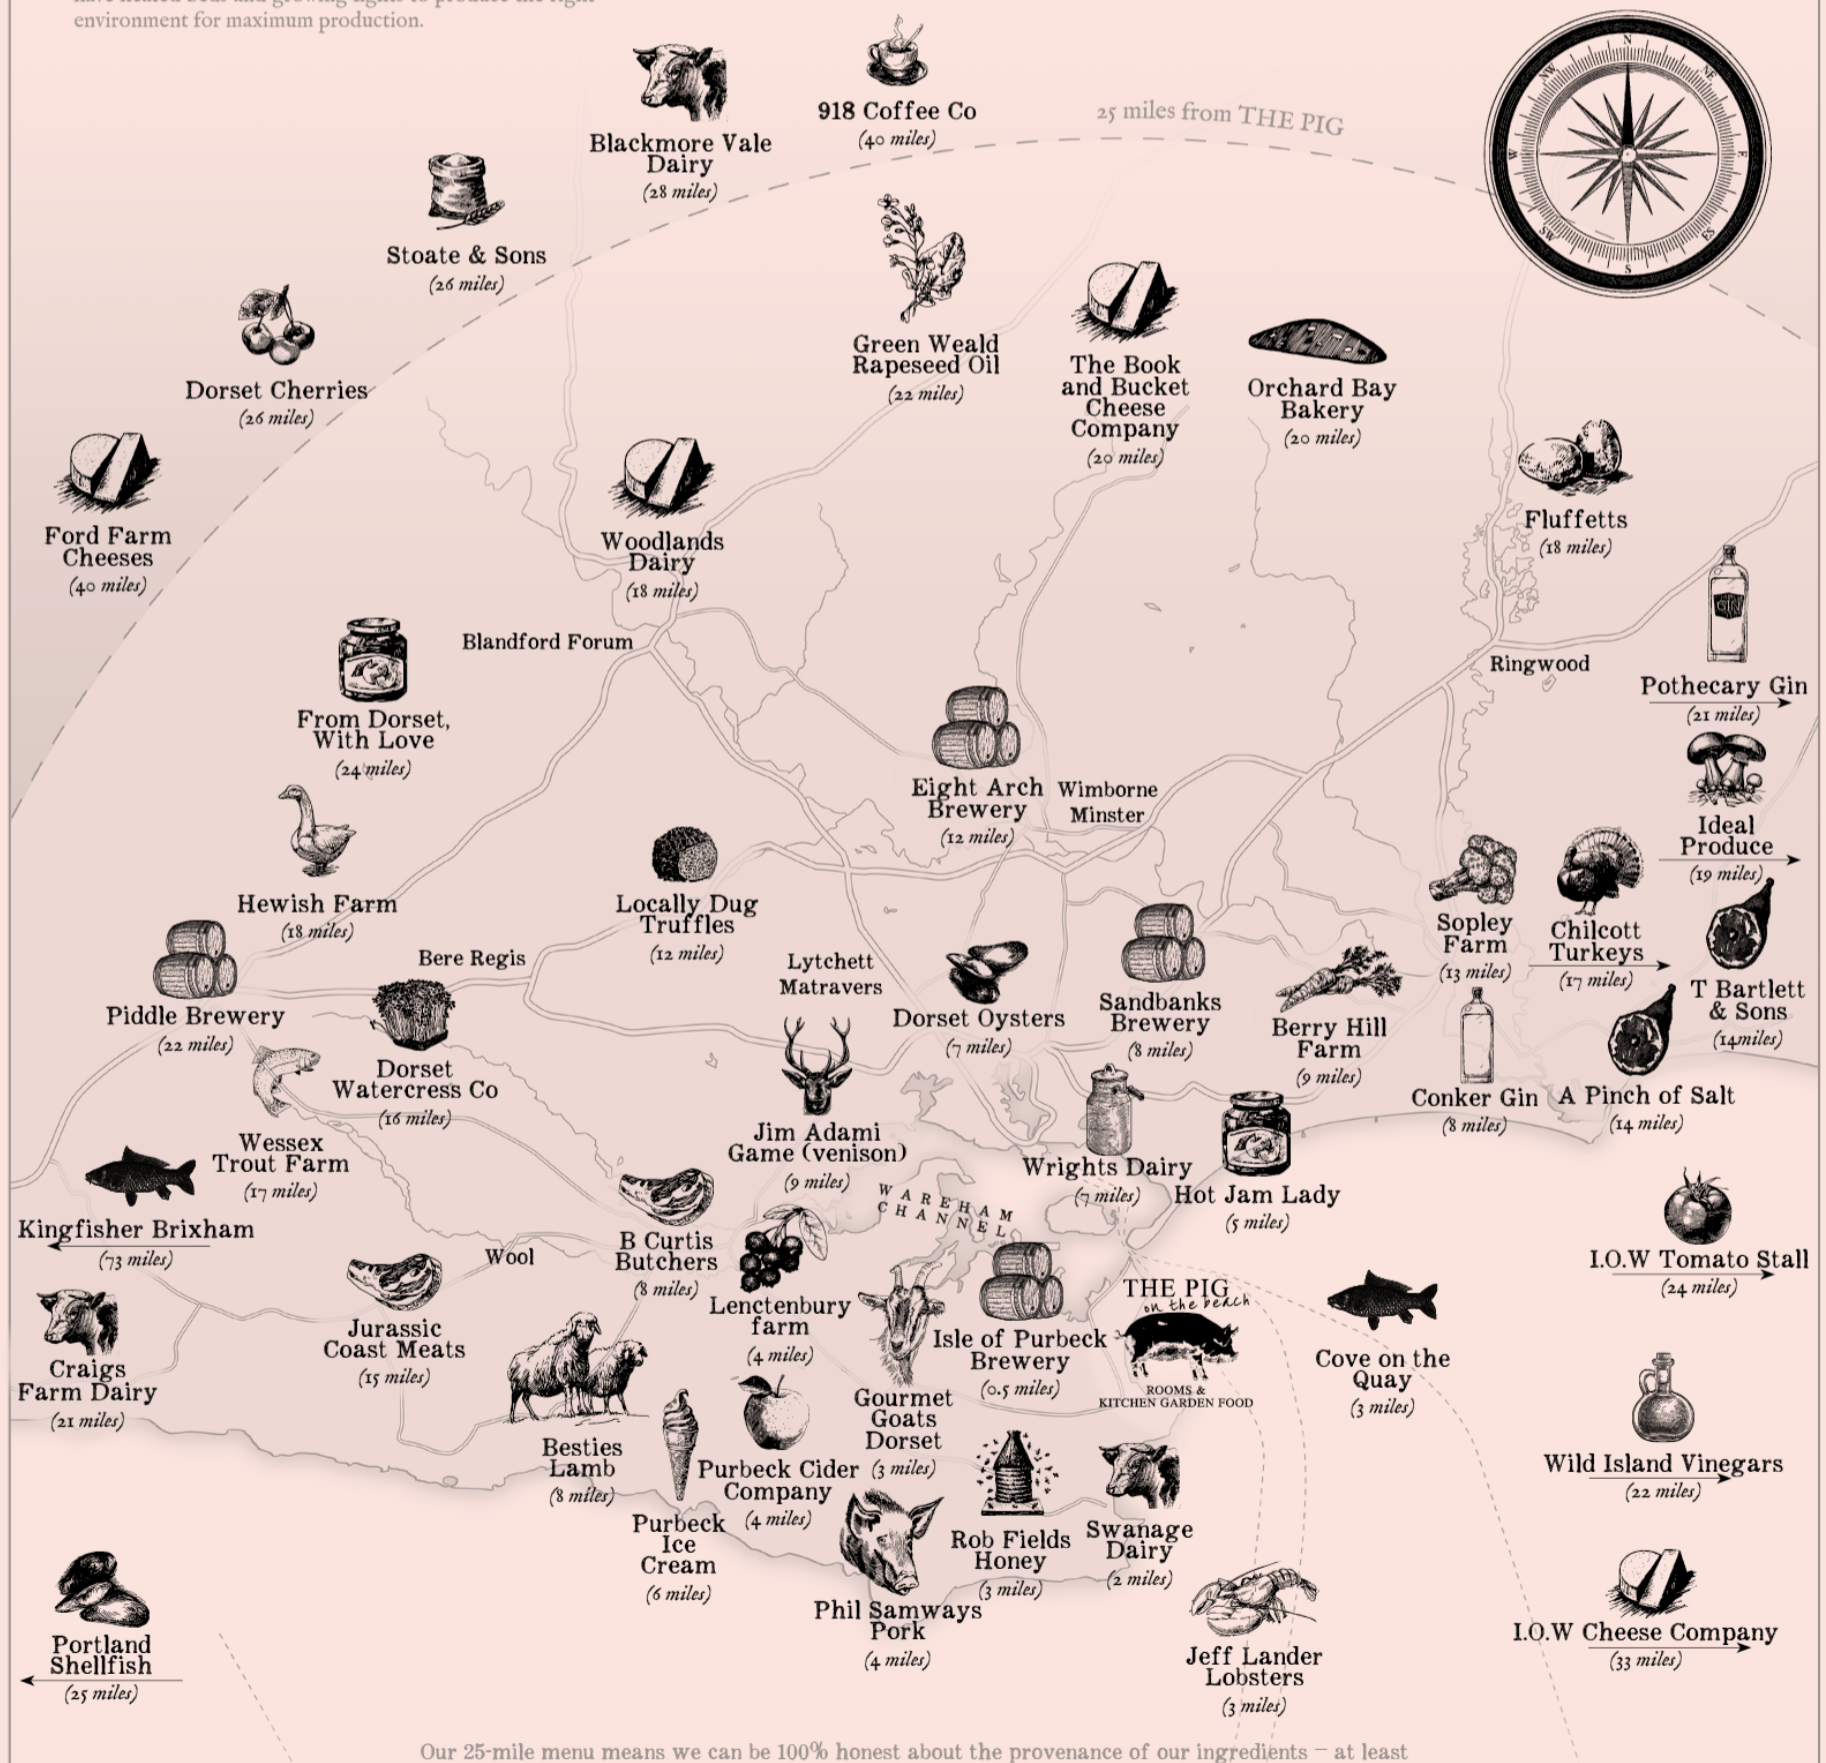 environment for maximum production.
918 Coffee Co
(40 miles)
25 miles from THE PIG
N
NE
E
ES
S
SW
W
NW
Blackmore Vale
Dairy
(28 miles)
Stoate & Sons
(26 miles)
Green Weald
Rapeseed Oil
(22 miles)
The Book
and Bucket
Cheese
Company
(20 miles)
Orchard Bay
Bakery
(20 miles)
Dorset Cherries
(26 miles)
Ford Farm
Cheeses
(40 miles)
Woodlands
Dairy
(18 miles)
Fluffetts
(18 miles)
Blandford Forum
Ringwood
GIN
Pothecary Gin
(21 miles)
From Dorset,
With Love
(24 miles)
Eight Arch
Brewery
(12 miles)
Wimborne
Minster
Ideal
Produce
(19 miles)
Hewish Farm
(18 miles)
Locally Dug
Truffles
(12 miles)
Sopley
Farm
(13 miles)
Chilcott
Turkeys
(17 miles)
Bere Regis
Lytchett
Matravers
T Bartlett
& Sons
(14miles)
Piddle Brewery
(22 miles)
Dorset Oysters
(7 miles)
Sandbanks
Brewery
(8 miles)
Berry Hill
Farm
(9 miles)
Dorset
Watercress Co
(16 miles)
Conker Gin
(8 miles)
A Pinch of Salt
(14 miles)
Wessex
Trout Farm
(17 miles)
Jim Adami
Game (venison)
(9 miles)
Wrights Dairy
(7 miles)
Hot Jam Lady
(5 miles)
WAREHAM
CHANNEL
Kingfisher Brixham
(73 miles)
Wool
B Curtis
Butchers
(8 miles)
I.O.W Tomato Stall
(24 miles)
Lenctenbury
farm
(4 miles)
Isle of Purbeck
Brewery
(0.5 miles)
THE PIG
on the beach
ROOMS &
KITCHEN GARDEN FOOD
Jurassic
Coast Meats
(15 miles)
Craigs
Farm Dairy
(21 miles)
Cove on the
Quay
(3 miles)
Gourmet
Goats
Dorset
(3 miles)
Besties
Lamb
(8 miles)
Purbeck Cider
Company
(4 miles)
Wild Island Vinegars
(22 miles)
Purbeck
Ice
Cream
(6 miles)
Rob Fields
Honey
(3 miles)
Swanage
Dairy
(2 miles)
Phil Samways
Pork
(4 miles)
Portland
Shellfish
(25 miles)
Jeff Lander
Lobsters
(3 miles)
I.O.W Cheese Company
(33 miles)
Our 25-mile menu means we can be 100% honest about the provenance of our ingredients – at least